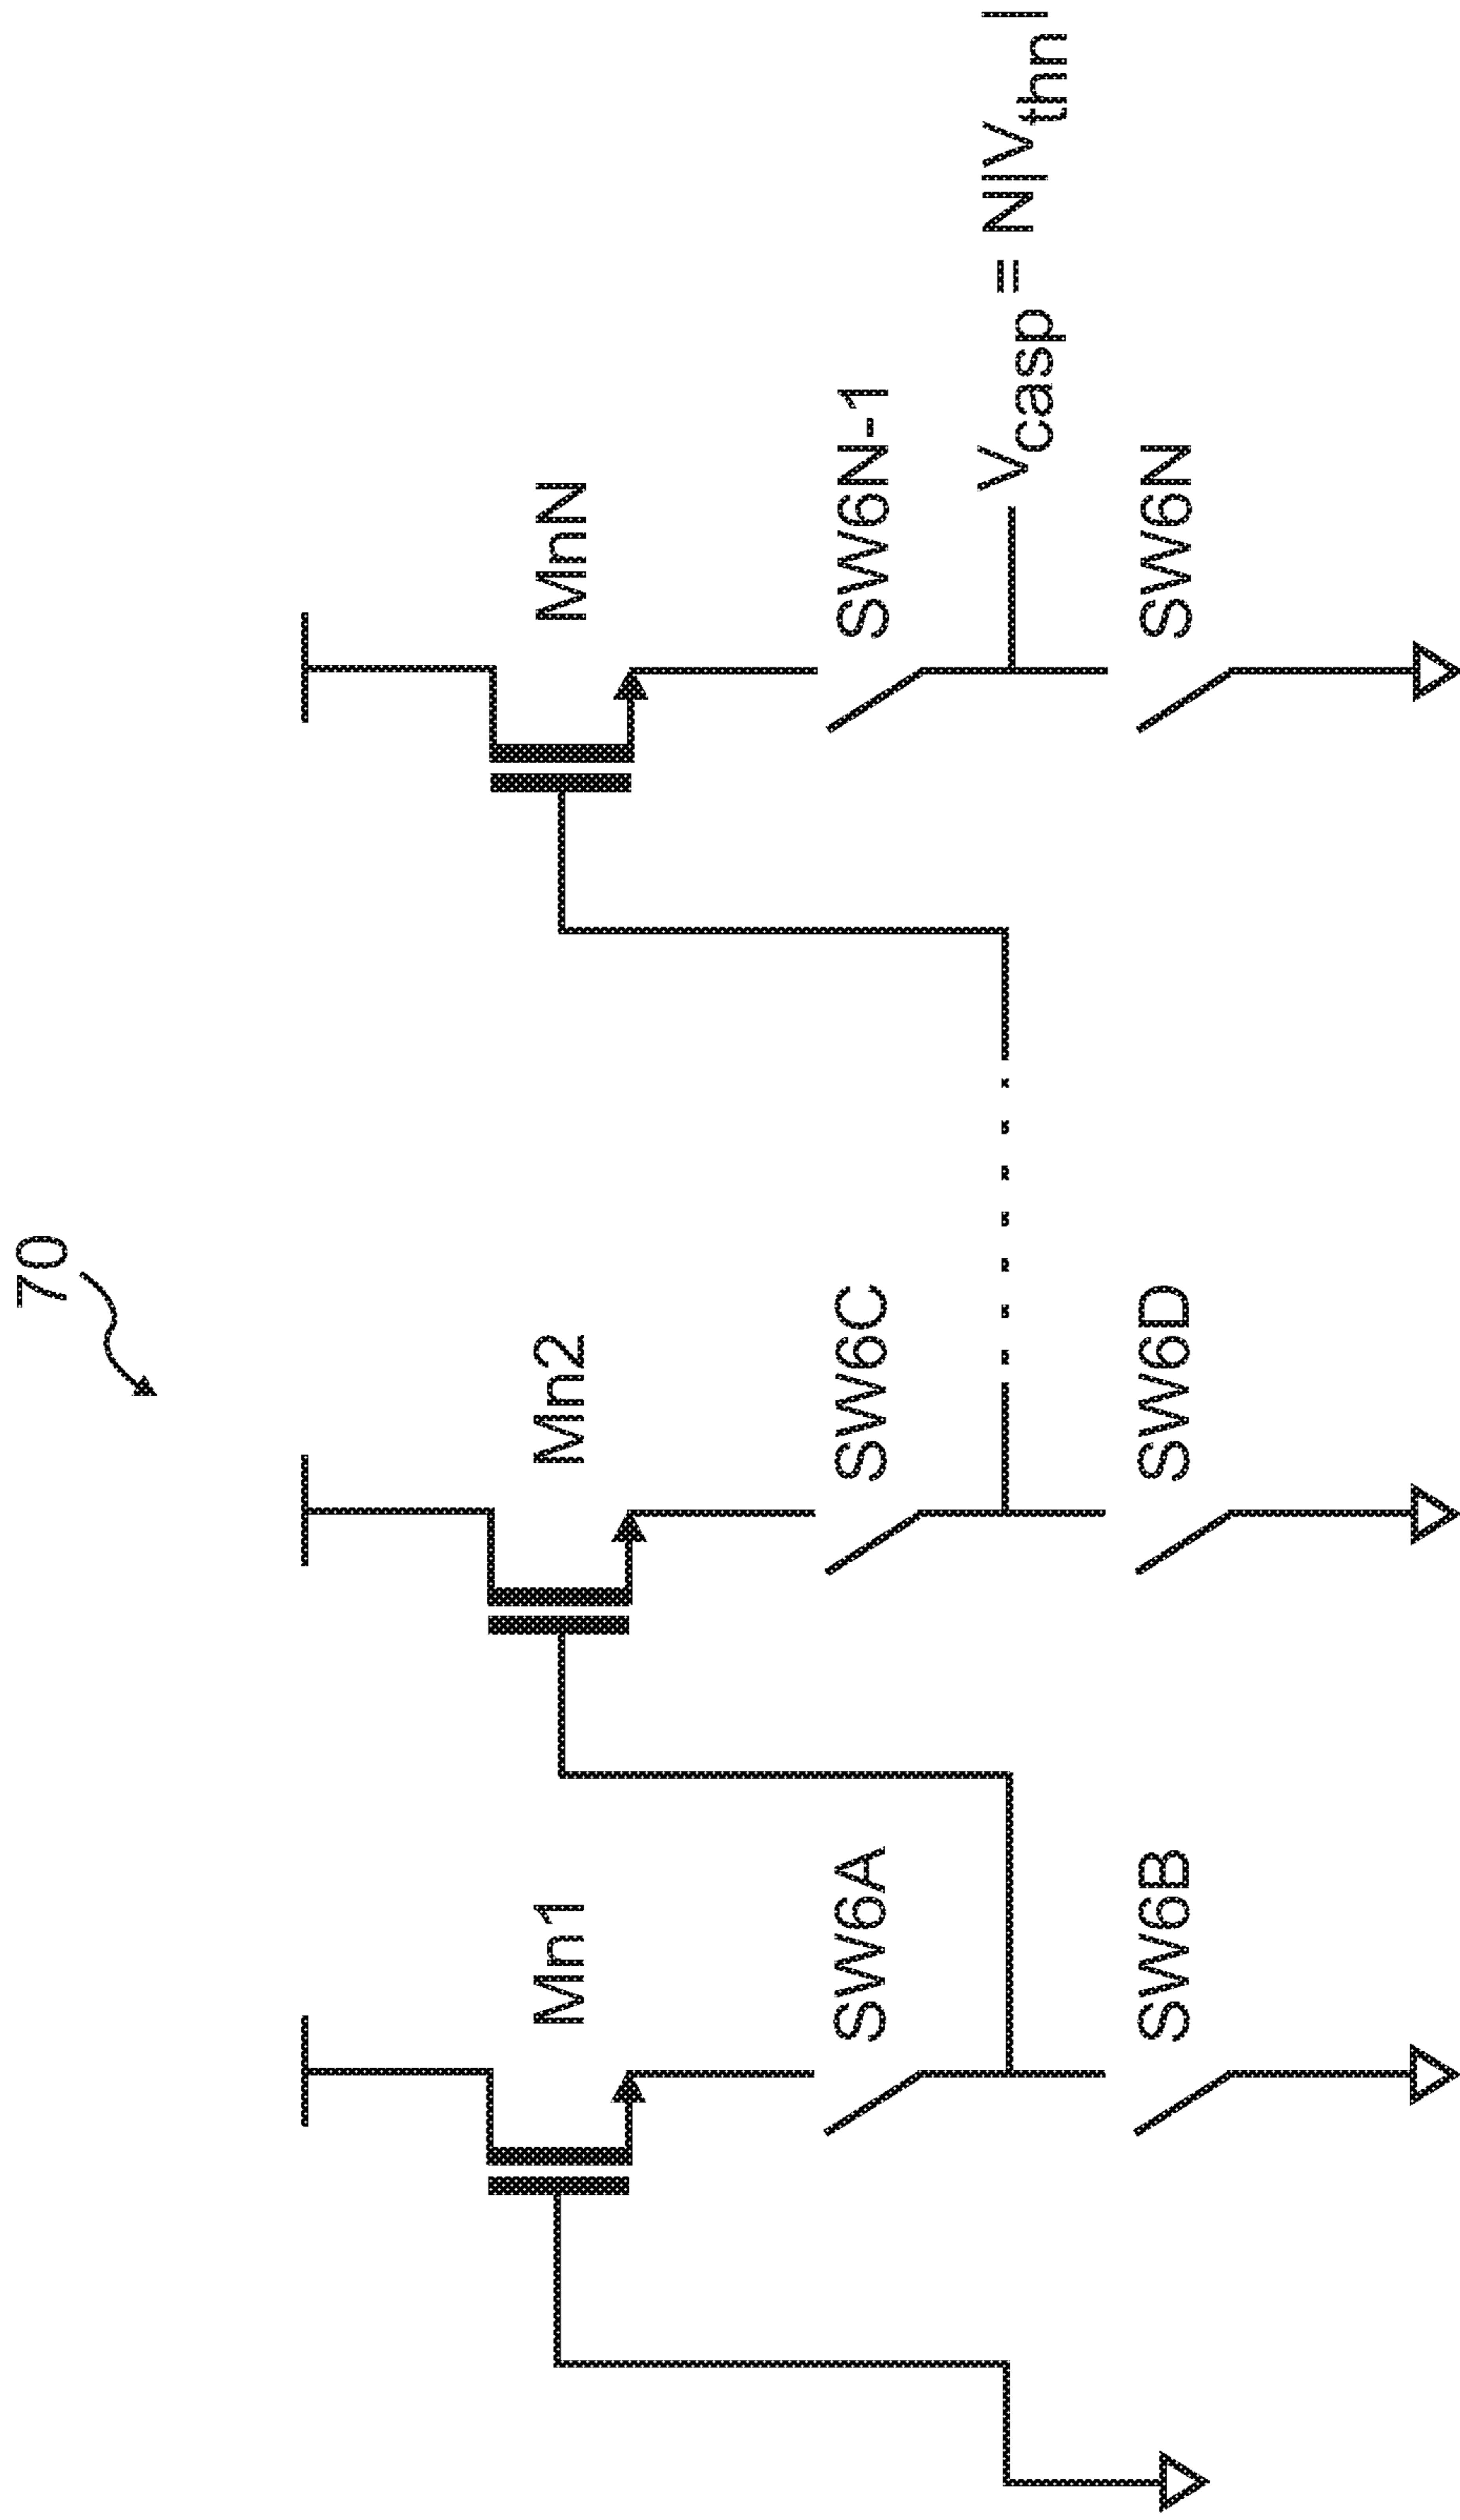 70
Mn1
Mn2
MnN
SW6A
SW6C
SW6N-1
Vcasp = N|Vthn|
SW6B
SW6D
SW6N